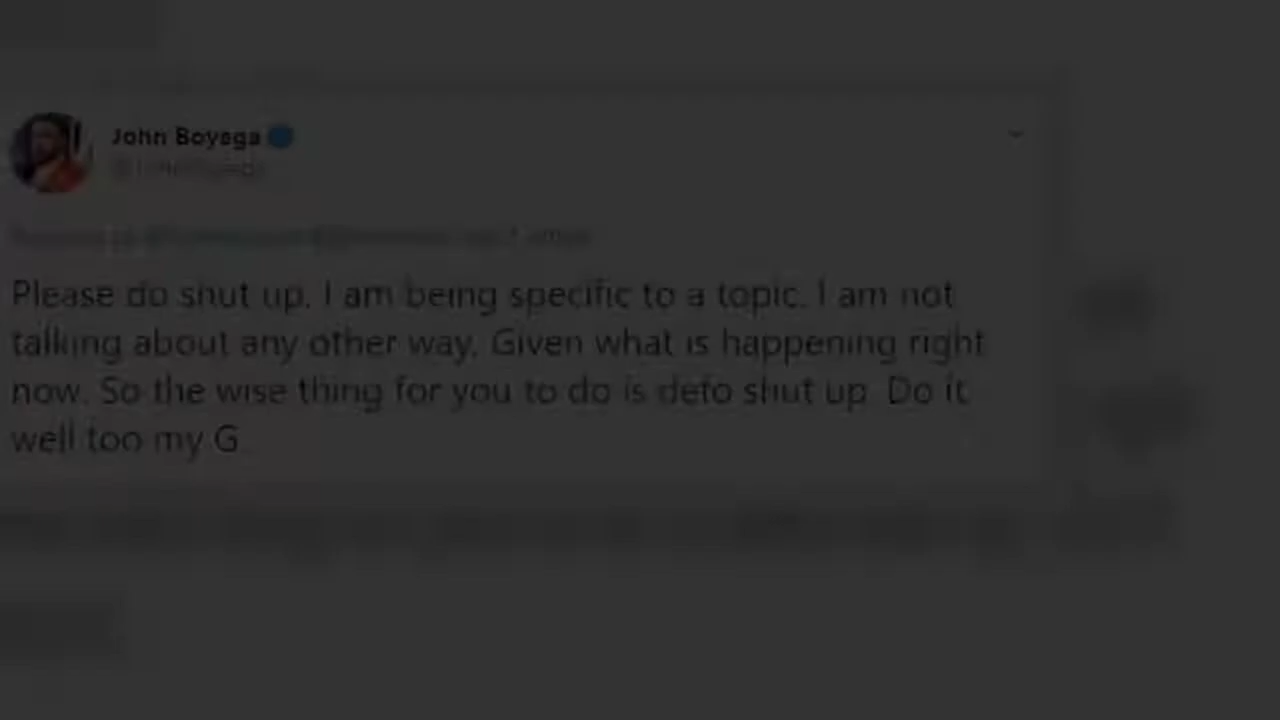 John Boyega
@JohnBoyega
Please do shut up. I am being specific to a topic. I am not
talking about any other way. Given what is happening right
now. So the wise thing for you to do is defo shut up. Do it
well too my G.